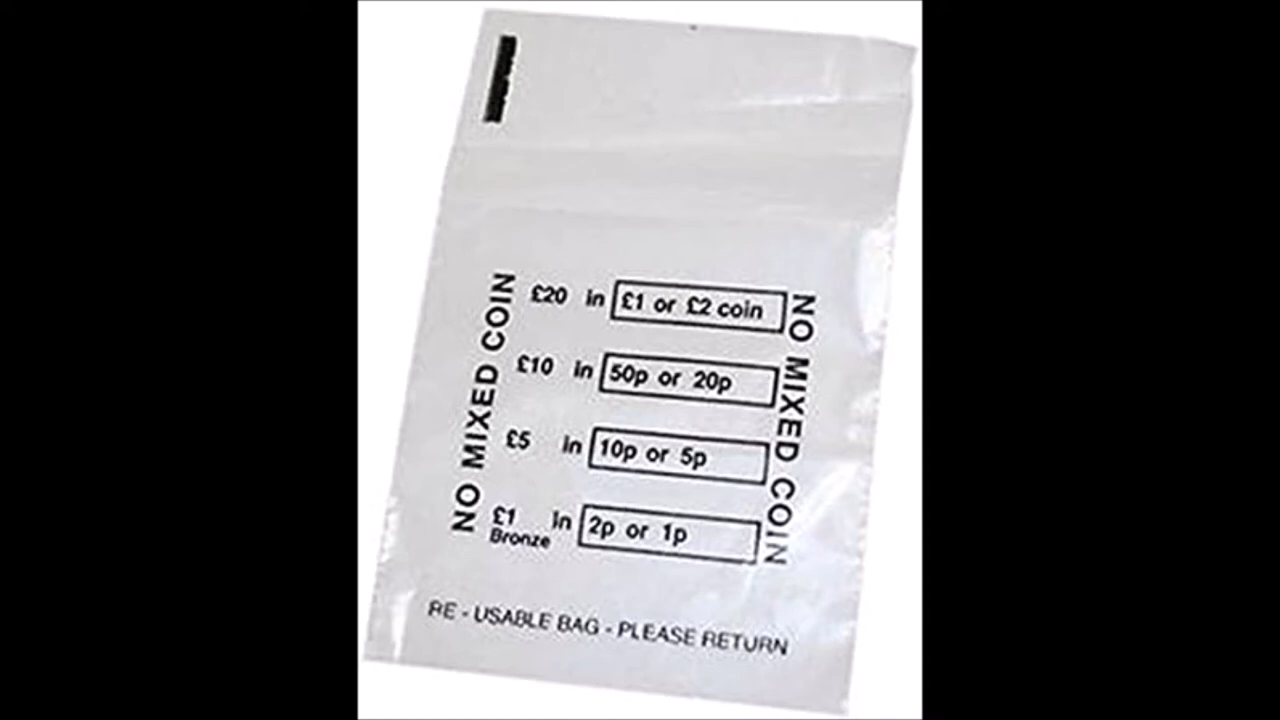 NO MIXED COIN
£20 in £1 or £2 coin
£10 in 50p or 20p
£5 in 10p or 5p
£1 in 2p or 1p
Bronze
NO MIXED COIN
RE - USABLE BAG - PLEASE RETURN